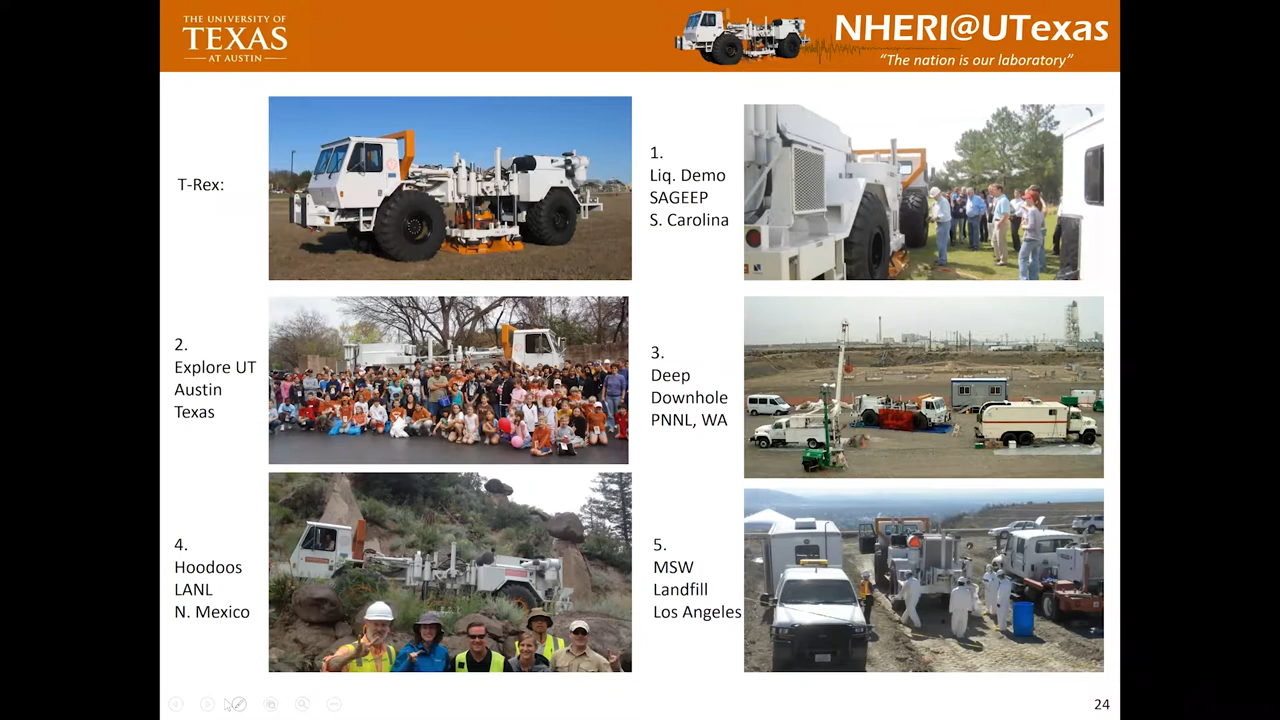 THE UNIVERSITY OF
TEXAS
AT AUSTIN
NHERI@UTexas
“The nation is our laboratory”
T-Rex:
1.
Liq. Demo
SAGEEP
S. Carolina
2.
Explore UT
Austin
Texas
3.
Deep
Downhole
PNNL, WA
4.
Hoodoos
LANL
N. Mexico
5.
MSW
Landfill
Los Angeles
24